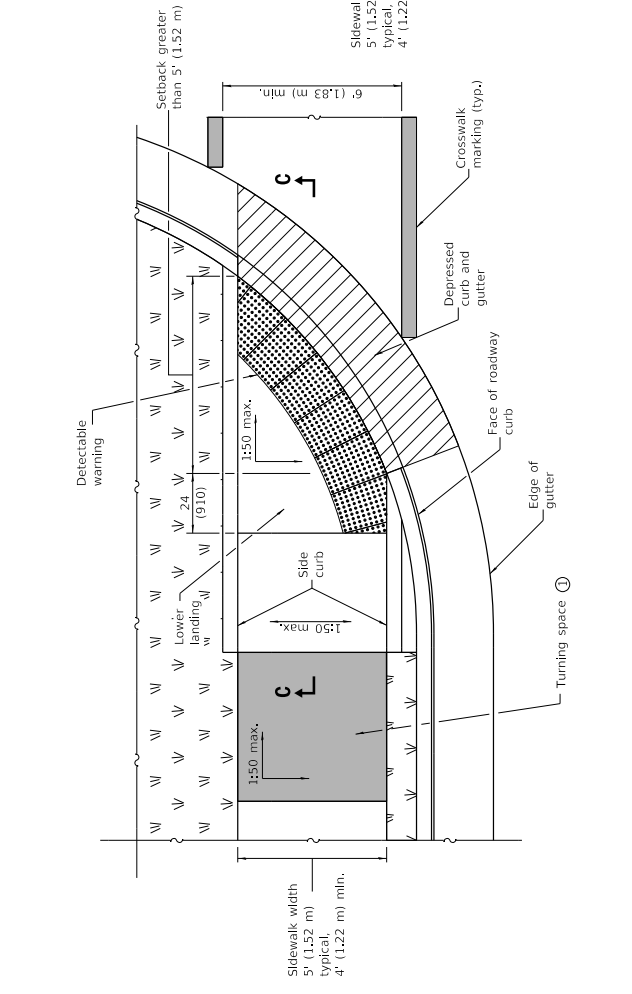 Setback greater
than 5' (1.52 m)
Sidewal
5' (1.52
typical,
4' (1.22
6' (1.83 m) min.
C
Crosswalk
marking (typ.)
Depressed
curb and
gutter
Face of roadway
curb
Edge of
gutter
Detectable
warning
1:50 max.
24
(910)
Lower
landing
Side
curb
1:50 max.
C
1:50 max.
Turning space 1
Sidewalk width
5' (1.52 m)
typical,
4' (1.22 m) min.